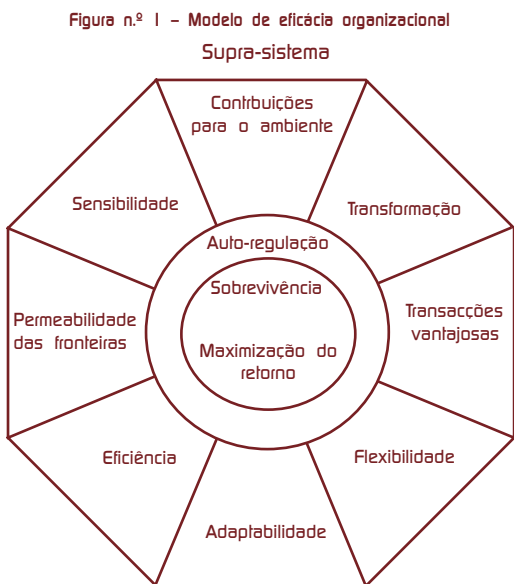 Figura n.º 1 – Modelo de eficácia organizacional
Supra-sistema
Contrbuições
para o ambiente
Sensibilidade
Transformação
Auto-regulação
Sobrevivência
Permeabilidade
das fronteiras
Transacções
vantajosas
Maximização do
retorno
Eficiência
Flexibilidade
Adaptabilidade